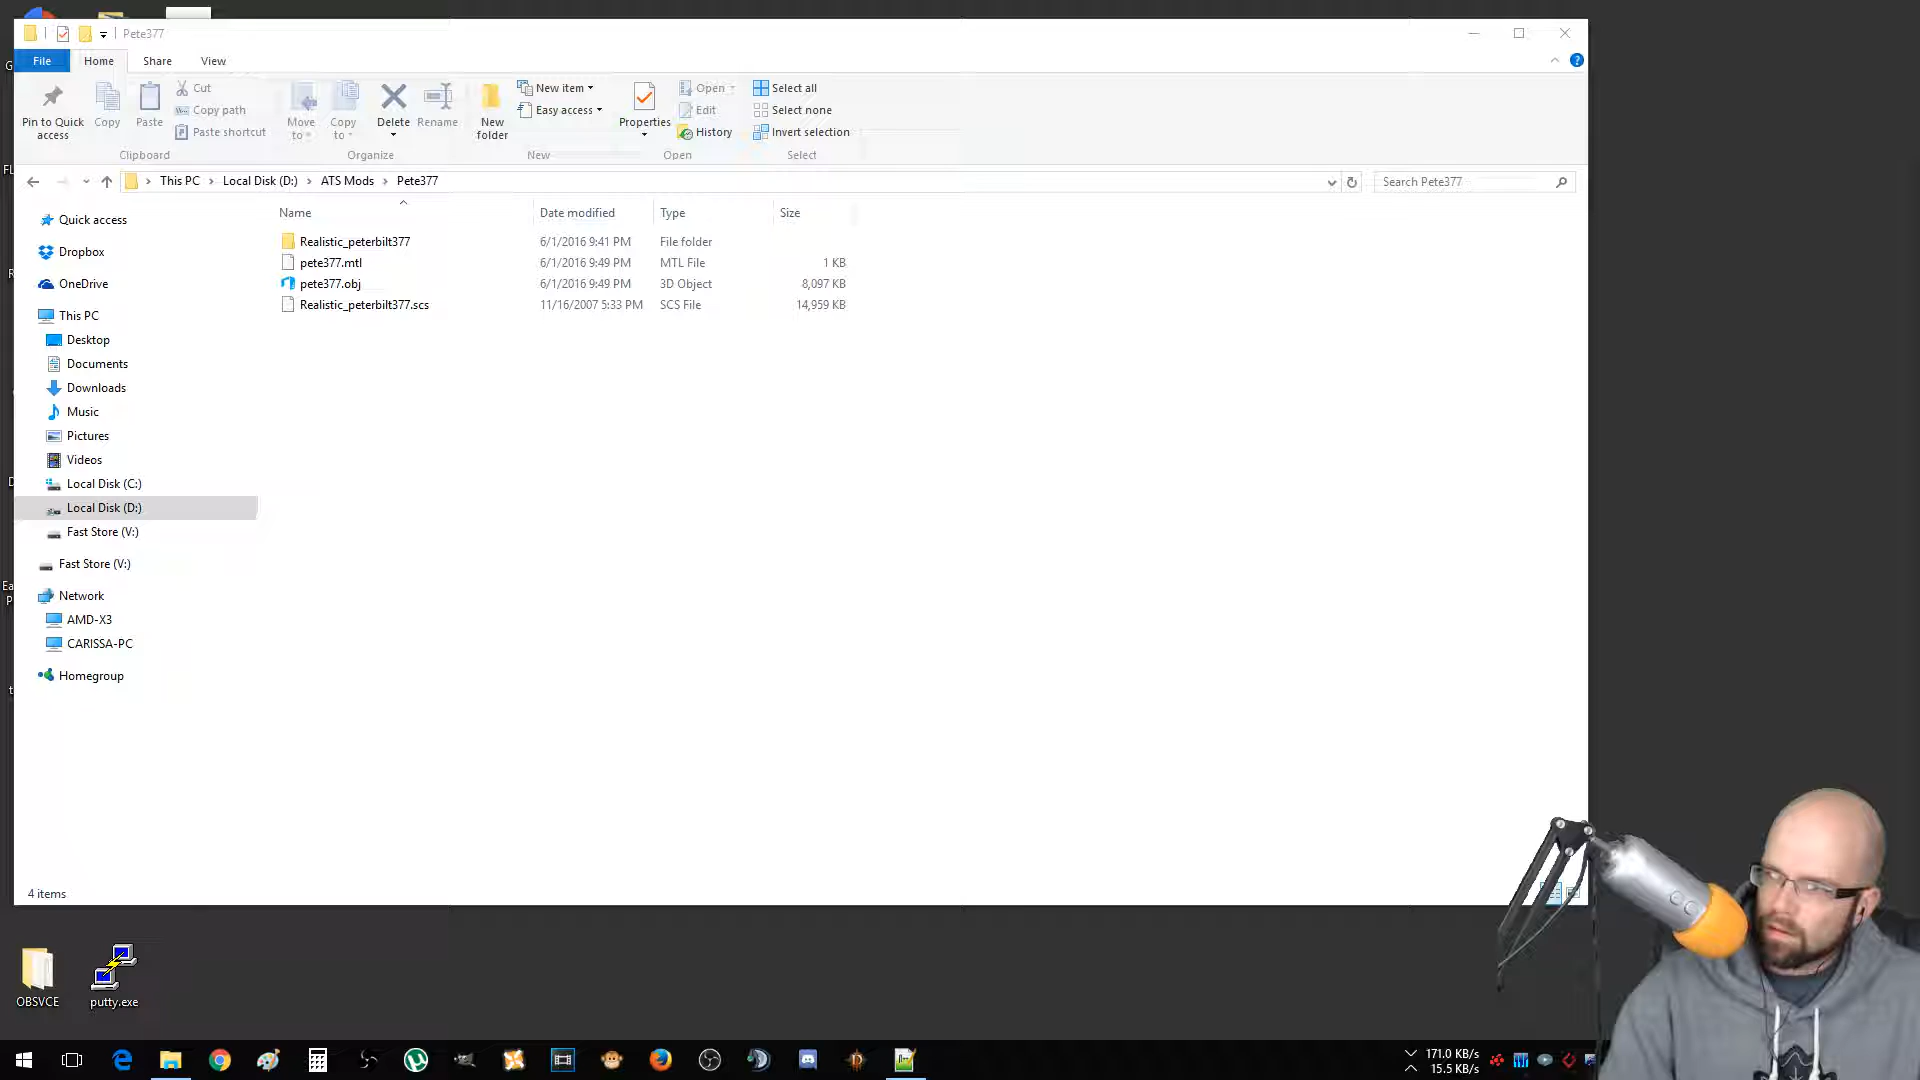 Pete377
File
Home
Share
View
Pin to Quick access
Copy
Paste
Cut
Copy path
Paste shortcut
Clipboard
Move to
Copy to
Delete
Rename
Organize
New folder
New item
Easy access
New
Properties
Open
Edit
History
Open
Select all
Select none
Invert selection
Select
This PC
Local Disk (D:)
ATS Mods
Pete377
Search Pete377
Name
Date modified
Type
Size
Realistic_peterbilt377
6/1/2016 9:41 PM
File folder
pete377.mtl
6/1/2016 9:49 PM
MTL File
1 KB
pete377.obj
6/1/2016 9:49 PM
3D Object
8,097 KB
Realistic_peterbilt377.scs
11/16/2007 5:33 PM
SCS File
14,959 KB
Quick access
Dropbox
OneDrive
This PC
Desktop
Documents
Downloads
Music
Pictures
Videos
Local Disk (C:)
Local Disk (D:)
Fast Store (V:)
Fast Store (V:)
Network
AMD-X3
CARISSA-PC
Homegroup
4 items
OBSVCE
putty.exe
171.0 KB/s
15.5 KB/s